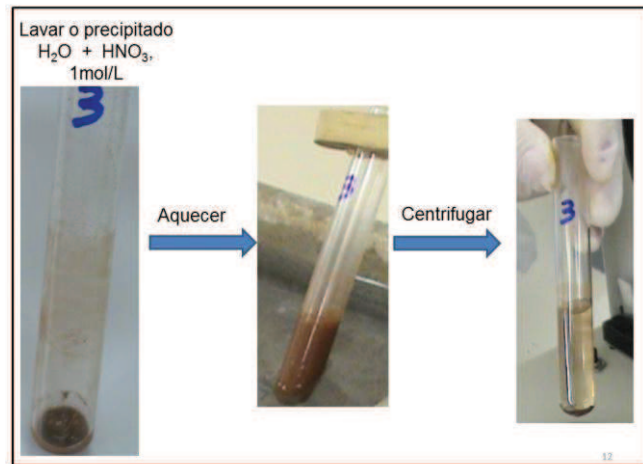 Lavar o precipitado
H₂O + HNO₃,
1mol/L
3
Aquecer
3
Centrifugar
3
12